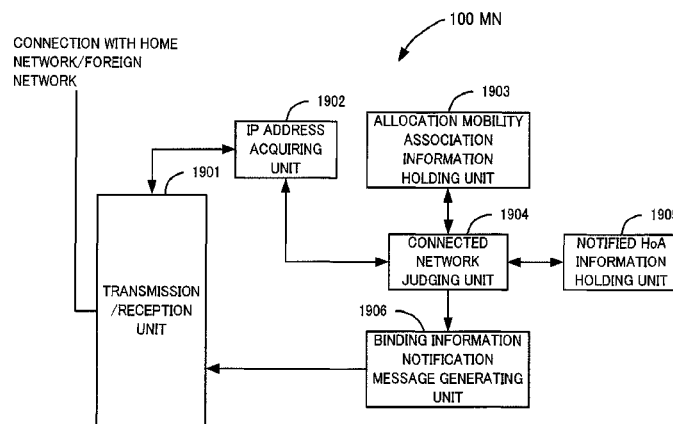 100 MN
CONNECTION WITH HOME
NETWORK/FOREIGN
NETWORK
1902
IP ADDRESS
ACQUIRING
UNIT
1903
ALLOCATION MOBILITY
ASSOCIATION
INFORMATION
HOLDING UNIT
1901
TRANSMISSION
/RECEPTION
UNIT
1904
CONNECTED
NETWORK
JUDGING UNIT
1905
NOTIFIED HoA
INFORMATION
HOLDING UNIT
1906
BINDING INFORMATION
NOTIFICATION
MESSAGE GENERATING
UNIT